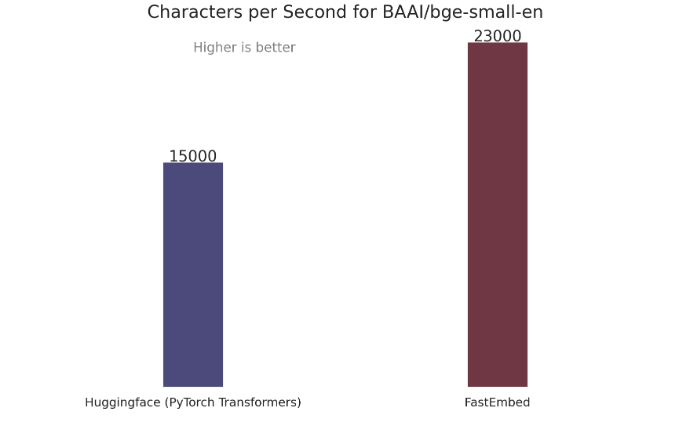 Characters per Second for BAAI/bge-small-en
Higher is better
23000
15000
Huggingface (PyTorch Transformers)
FastEmbed